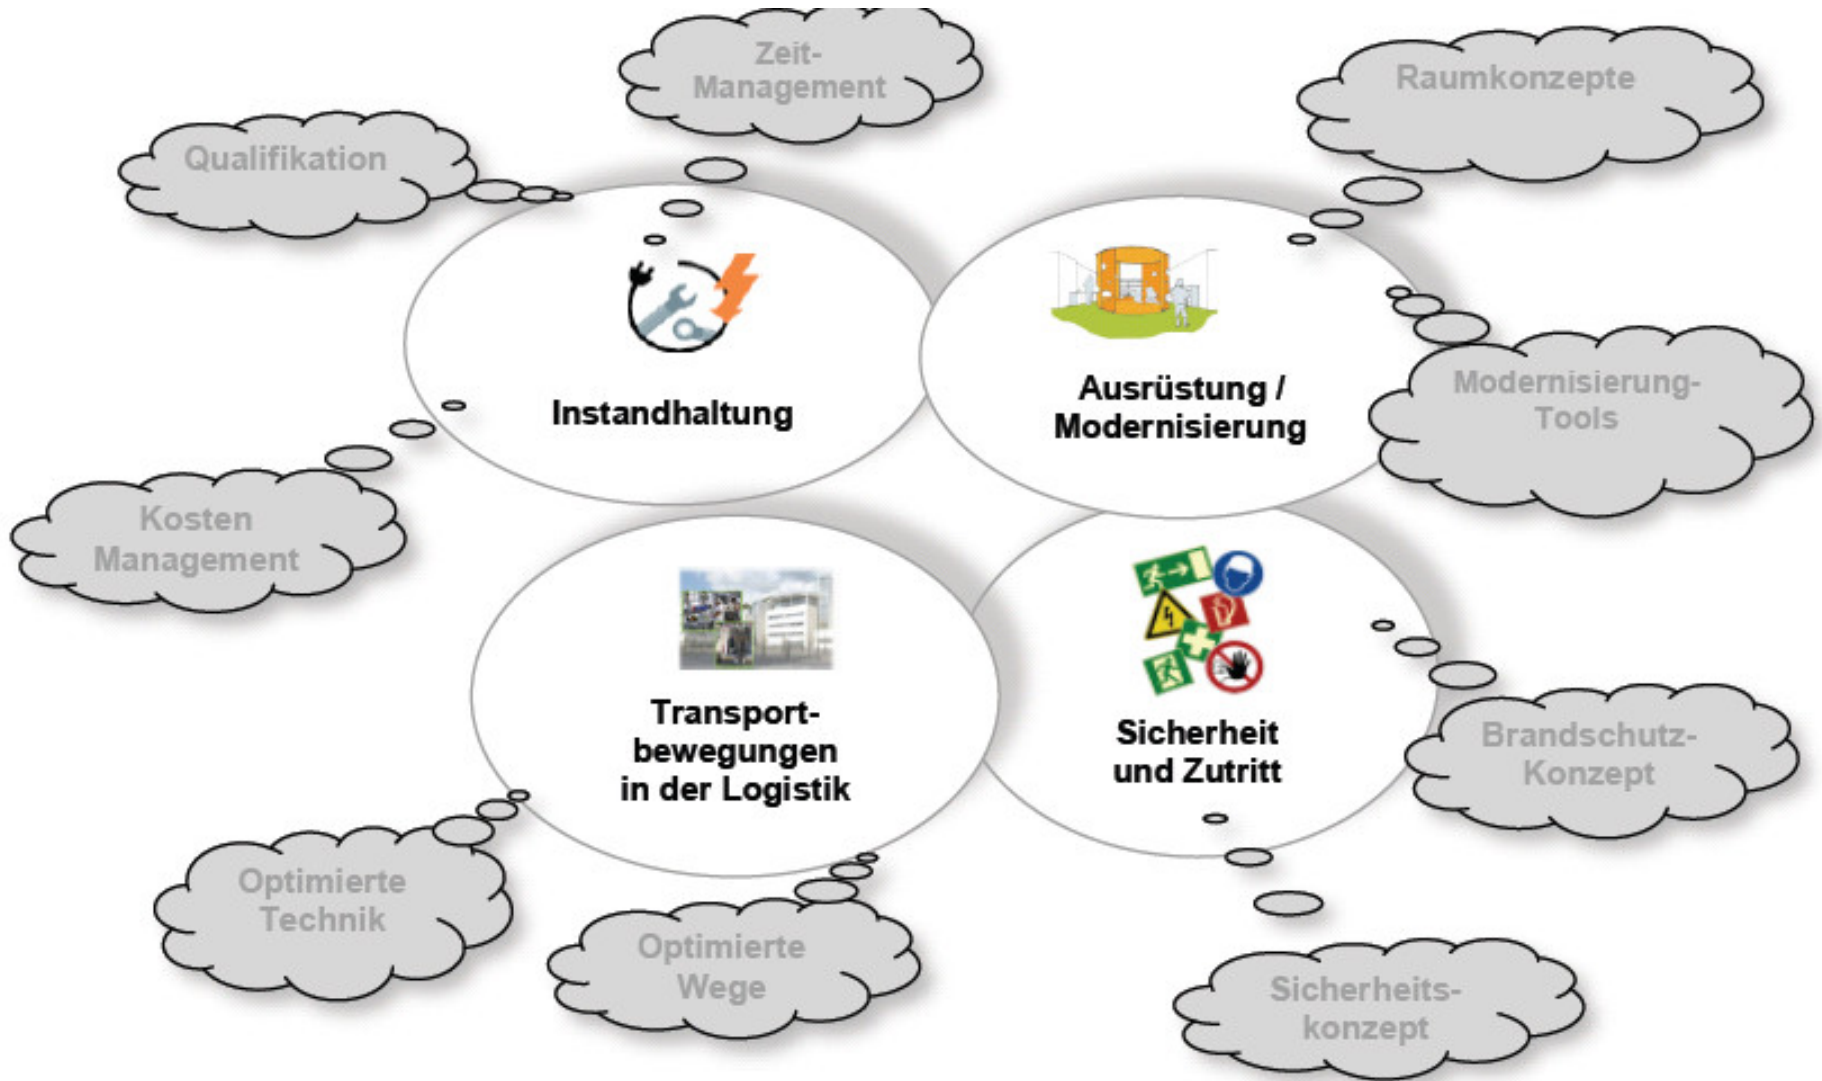 Zeit-
Management
Raumkonzepte
Qualifikation
Instandhaltung
Ausrüstung /
Modernisierung
Modernisierung-
Tools
Kosten
Management
Transport-
bewegungen
in der Logistik
Sicherheit
und Zutritt
Brandschutz-
Konzept
Optimierte
Technik
Optimierte
Wege
Sicherheits-
konzept